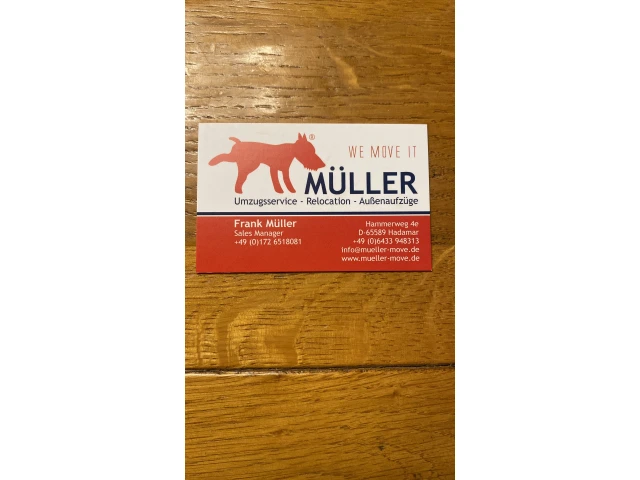 ®
WE MOVE IT
MÜLLER
Umzugsservice - Relocation - Außenaufzüge
Frank Müller
Sales Manager
+49 (0)172 6518081
Hammerweg 4e
D-65589 Hadamar
+49 (0)6433 948313
info@mueller-move.de
www.mueller-move.de